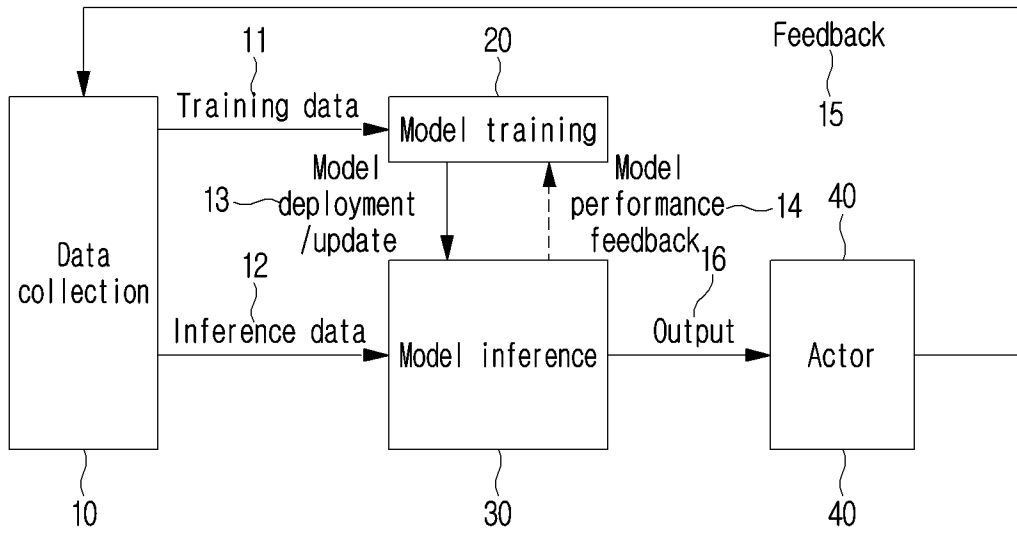 11
20
Feedback
15
Training data
Model training
Model
deployment
/update
13
Model
performance
feedback
14
40
Data
collection
12
Inference data
Model inference
16
Output
Actor
10
30
40